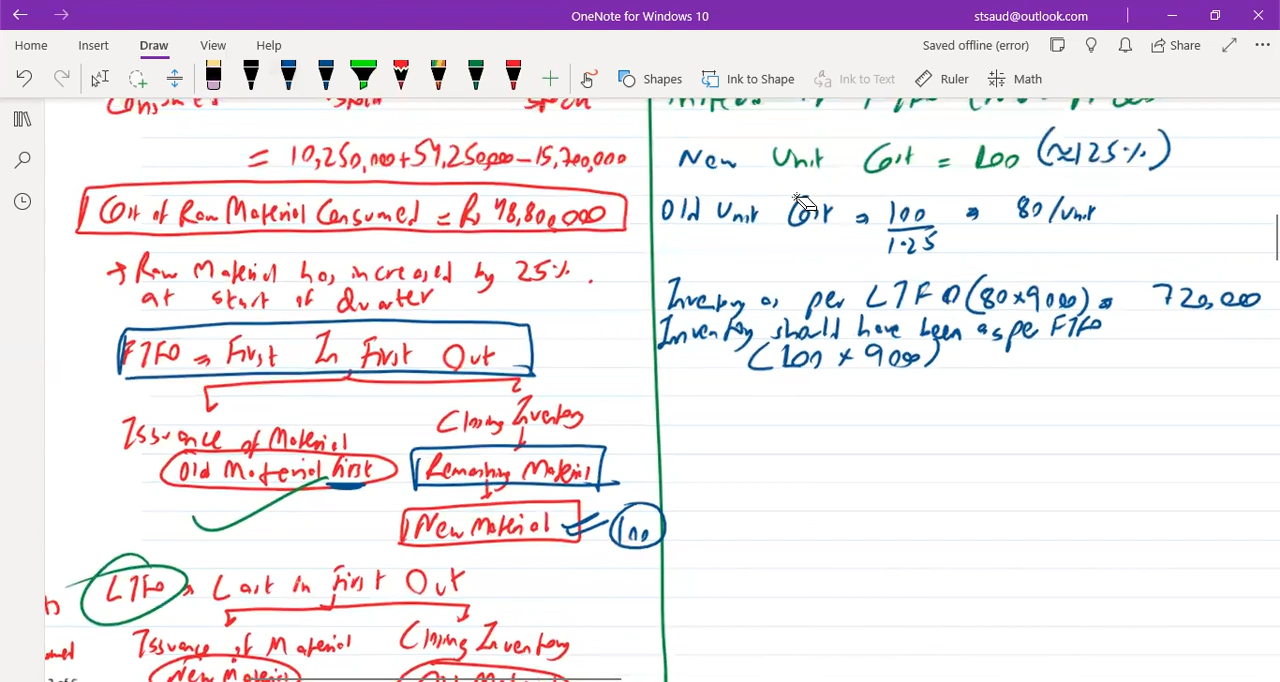 OneNote for Windows 10
stsaud@outlook.com
Home Insert Draw View Help
Saved offline (error)
Share
Shapes
Ink to Shape
Ink to Text
Ruler
Math
= 10,250,000+54,250,000-15,700,000
Cost of Raw Material Consumed = Rs 48,80,000
→ Raw Material has increased by 25%.
at start of Quarter
FIFO = First In First Out
Issuance of Material
Old Material first
Closing Inventory
Remaining Material
New Material
100
LIFO = Last in First Out
Issuance of Material
New Material
Closing Inventory
New Unit Cost = 100 (≈125%)
Old Unit Cost = 100
1.25
= 80/unit
Inventory as per LIFO (80×9000) = 720,000
Inventory should have been as per FIFO
(100 × 9000)